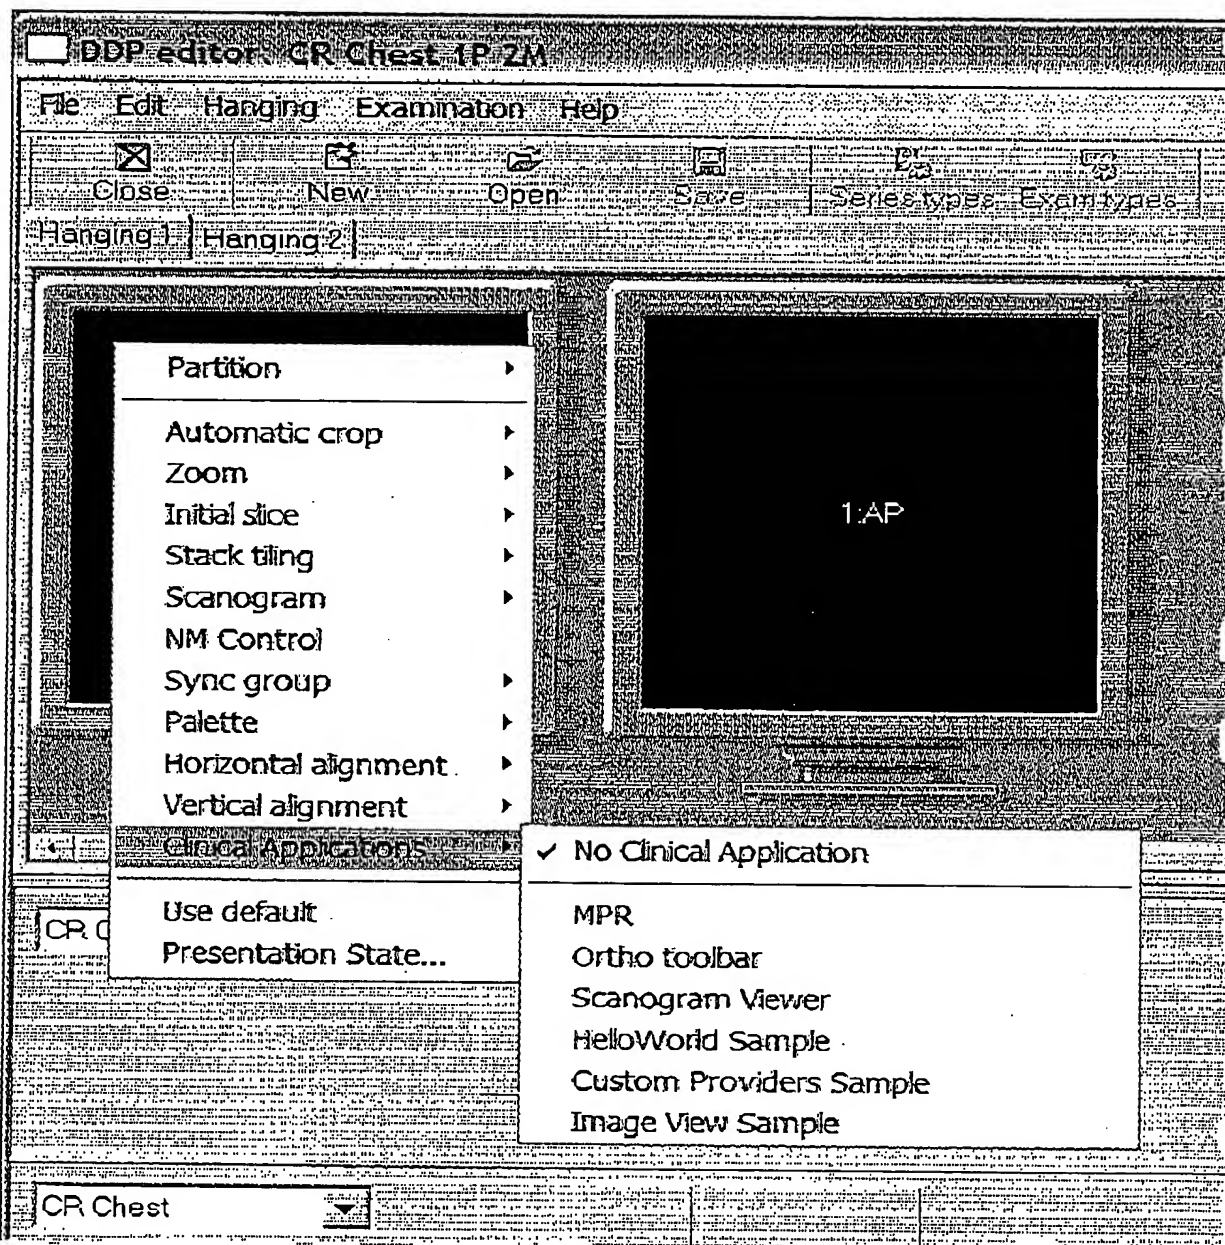 DDP editor: CR Chest 1P 2M
File Edit Hanging Examination Help
Close New Open Save Series types Exam types
Hanging 1 Hanging 2
Partition
Automatic crop
Zoom
Initial slice
1:AP
Stack tiling
Scanogram
NM Control
Sync group
Palette
Horizontal alignment
Vertical alignment
Clinical Applications
✓ No Clinical Application
Use default
MPR
CR C
Presentation State...
Ortho toolbar
Scanogram Viewer
HelloWorld Sample
Custom Providers Sample
Image View Sample
CR Chest